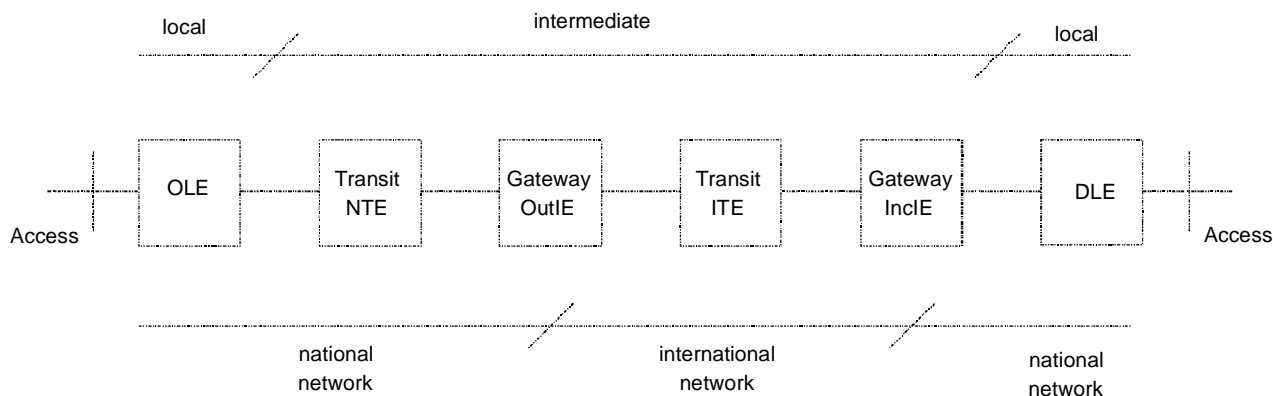 local
intermediate
local
OLE
Transit
NTE
Gateway
OutIE
Transit
ITE
Gateway
IncIE
DLE
Access
Access
national
network
international
network
national
network